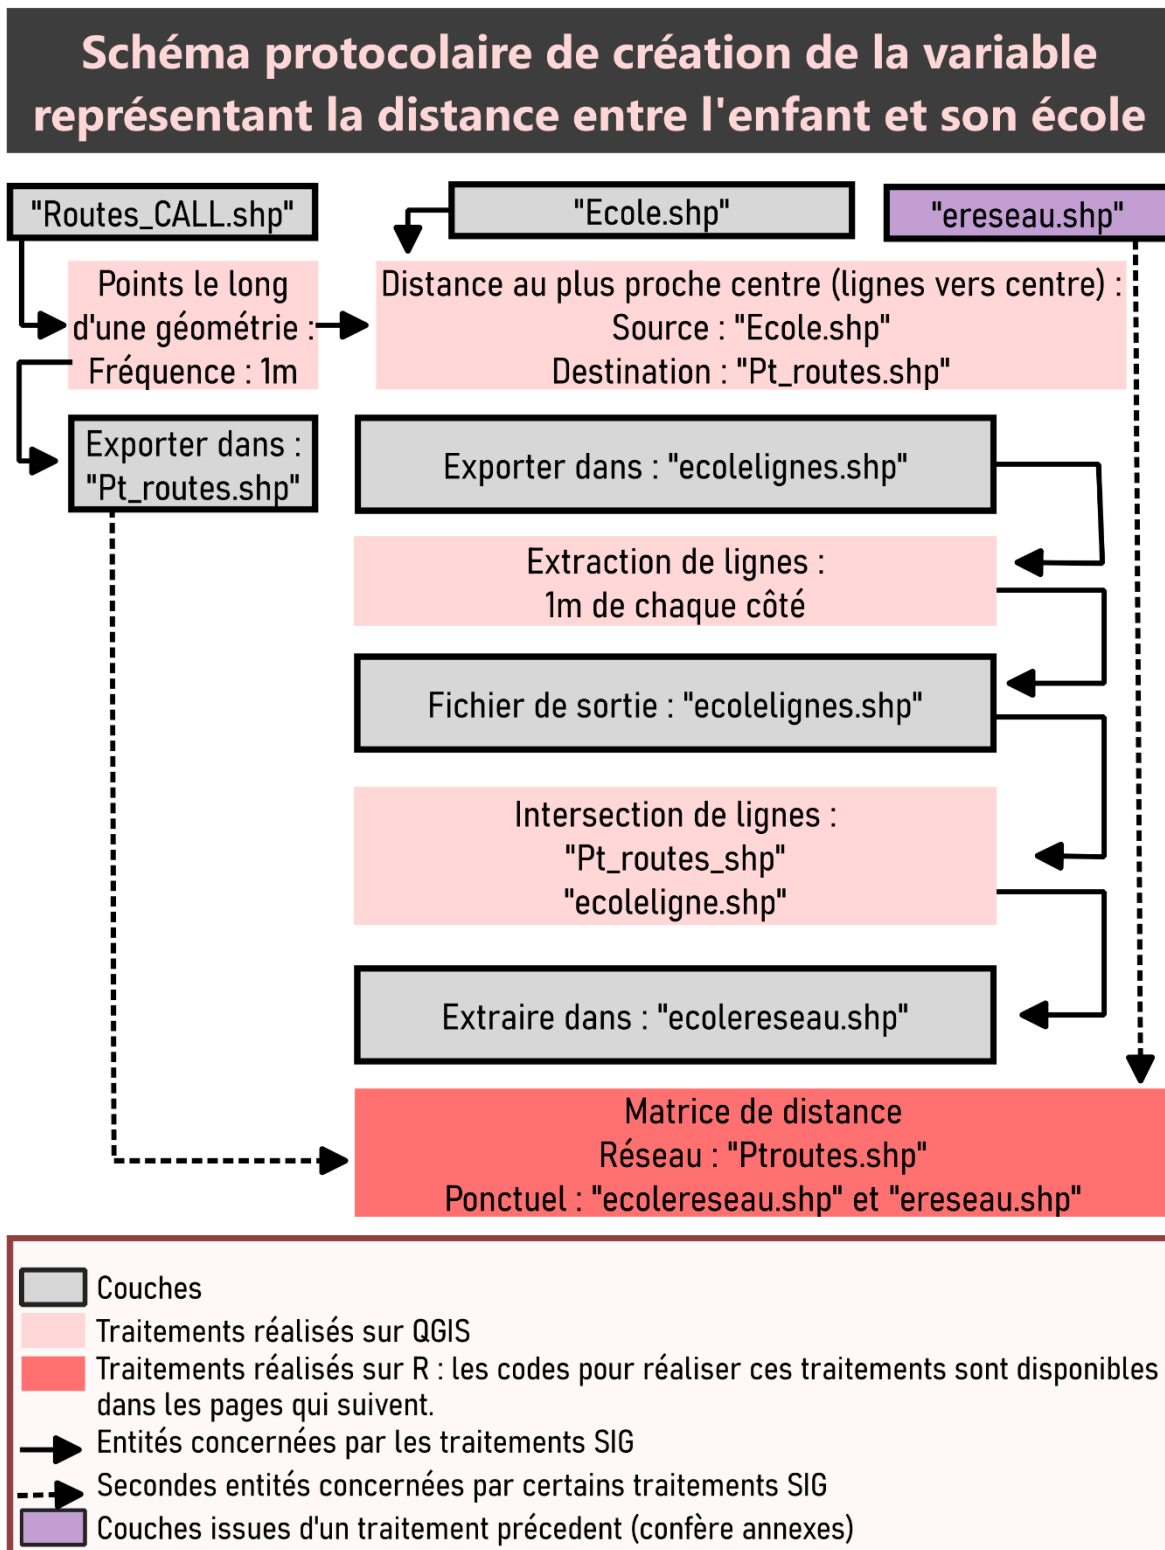 Schéma protocolaire de création de la variable
représentant la distance entre l'enfant et son école
"Routes_CALL.shp"
"Ecole.shp"
"ereseau.shp"
Points le long
d'une géométrie :
Fréquence : 1m
Distance au plus proche centre (lignes vers centre) :
Source : "Ecole.shp"
Destination : "Pt_routes.shp"
Exporter dans :
"Pt_routes.shp"
Exporter dans : "ecolelignes.shp"
Extraction de lignes :
1m de chaque côté
Fichier de sortie : "ecolelignes.shp"
Intersection de lignes :
"Pt_routes_shp"
"ecoleligne.shp"
Extraire dans : "ecolereseau.shp"
Matrice de distance
Réseau : "Ptroutes.shp"
Ponctuel : "ecolereseau.shp" et "ereseau.shp"
Couches
Traitements réalisés sur QGIS
Traitements réalisés sur R : les codes pour réaliser ces traitements sont disponibles
dans les pages qui suivent.
Entités concernées par les traitements SIG
Secondes entités concernées par certains traitements SIG
Couches issues d'un traitement précedent (confère annexes)